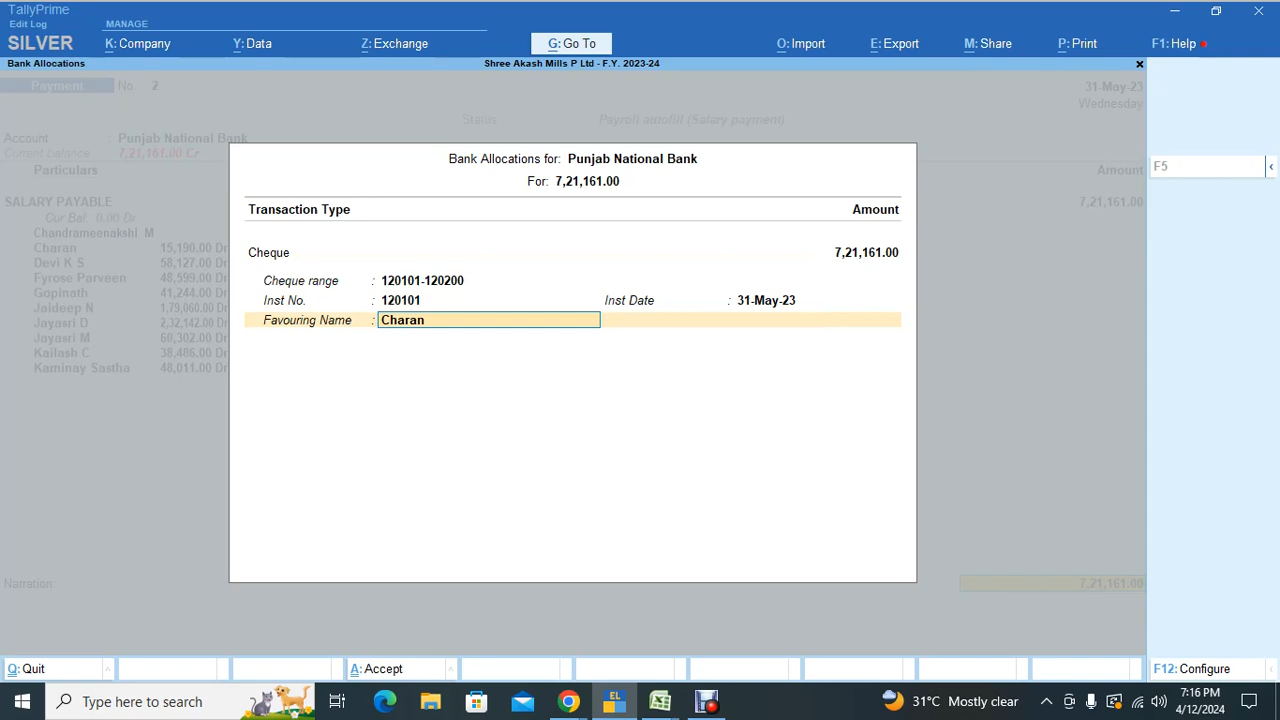 TallyPrime
Edit Log
MANAGE
SILVER
K: Company
Y: Data
Z: Exchange
G: Go To
O: Import
E: Export
M: Share
P: Print
F1: Help
Bank Allocations
Shree Akash Mills P Ltd - F.Y. 2023-24
x
Payment No. 2
31-May-23
Wednesday
Status Payroll autofill (Salary payment)
Account : Punjab National Bank
Current balance : 7,21,161.00 Cr
Particulars
Amount
SALARY PAYABLE 7,21,161.00
Cur Bal: 0.00 Dr
Chandrameenakshi M
Charan 15,190.00 Dr
Devi K S 58,127.00 Dr
Fyrose Parveen 48,599.00 Dr
Gopinath 41,244.00 Dr
Jaideep N 1,79,060.00 Dr
Jayasri D 2,32,142.00 Dr
Jayasri M 60,302.00 Dr
Kailash C 38,486.00 Dr
Kaminay Sastha 48,011.00 Dr
Bank Allocations for: Punjab National Bank
For: 7,21,161.00
Transaction Type Amount
Cheque 7,21,161.00
Cheque range : 120101-120200
Inst No. : 120101 Inst Date : 31-May-23
Favouring Name : Charan
F5
Narration
7,21,161.00
Q: Quit
A: Accept
F12: Configure
Type here to search
EL
31°C Mostly clear
7:16 PM
4/12/2024